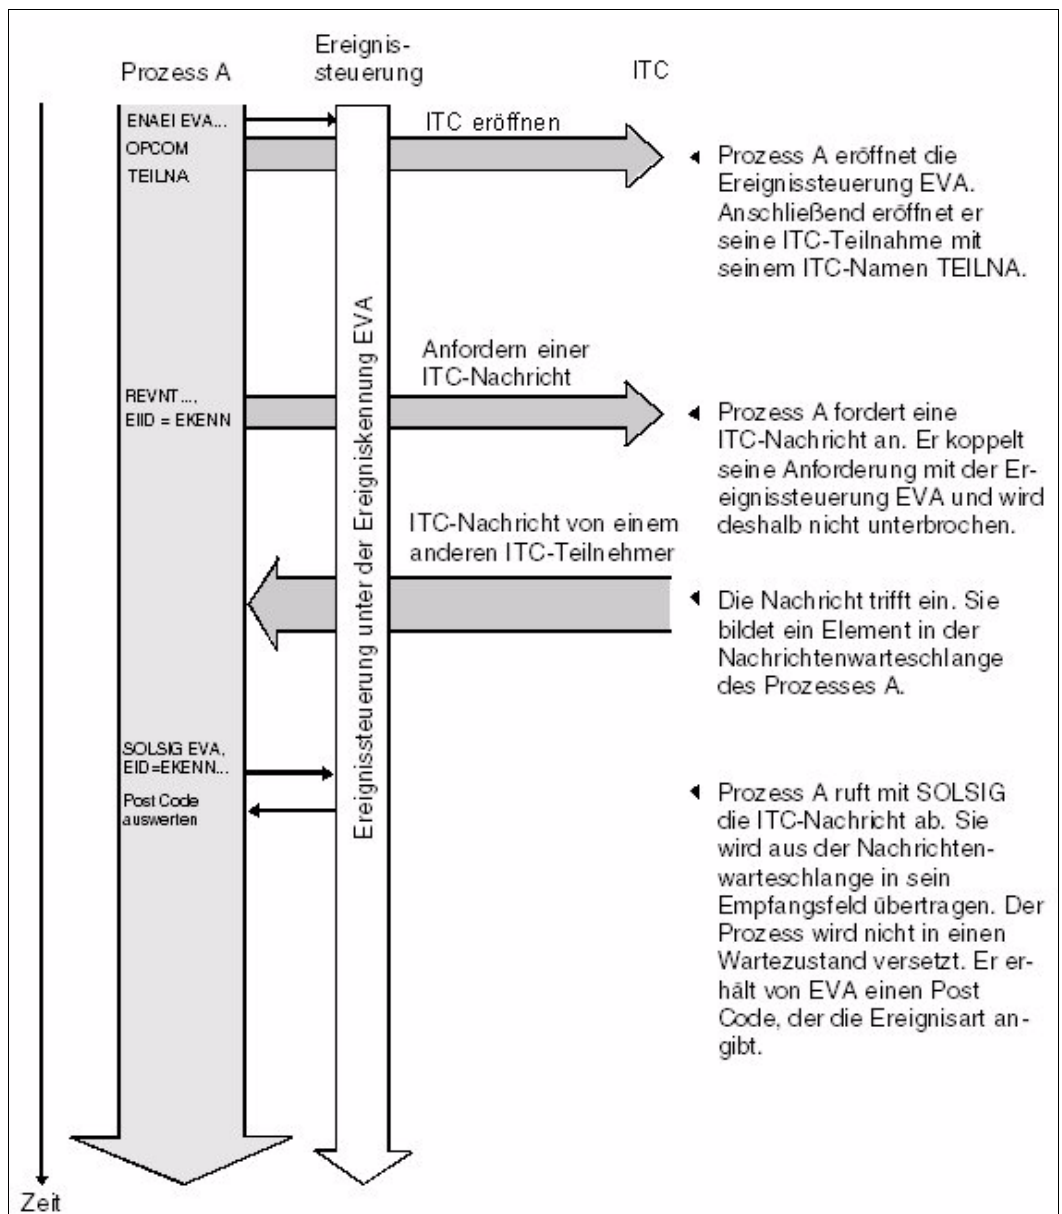 Ereignis-
steuerung
Prozess A
ITC
ENAEI EVA...
OPCOM
TEILNA
ITC eröffnen
Prozess A eröffnet die
Ereignissteuerung EVA.
Anschließend eröffnet er
seine ITC-Teilnahme mit
seinem ITC-Namen TEILNA.
Ereignissteuerung unter der Ereigniskennung EVA
Anfordern einer
ITC-Nachricht
REVNT...,
EIID = EKENN
Prozess A fordert eine
ITC-Nachricht an. Er koppelt
seine Anforderung mit der Er-
eignissteuerung EVA und wird
deshalb nicht unterbrochen.
ITC-Nachricht von einem
anderen ITC-Teilnehmer
Die Nachricht trifft ein. Sie
bildet ein Element in der
Nachrichtenwarteschlange
des Prozesses A.
SOLSIG EVA,
EID=EKENN...
Post Code
auswerten
Prozess A ruft mit SOLSIG
die ITC-Nachricht ab. Sie
wird aus der Nachrichten-
warteschlange in sein
Empfangsfeld übertragen. Der
Prozess wird nicht in einen
Wartezustand versetzt. Er er-
hält von EVA einen Post
Code, der die Ereignisart an-
gibt.
Zeit